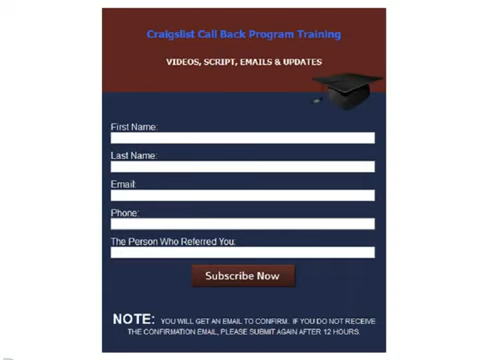 Craigslist Call Back Program Training
VIDEOS, SCRIPT, EMAILS & UPDATES
First Name:
Last Name:
Email:
Phone:
The Person Who Referred You:
Subscribe Now
NOTE: YOU WILL GET AN EMAIL TO CONFIRM. IF YOU DO NOT RECEIVE
THE CONFIRMATION EMAIL, PLEASE SUBMIT AGAIN AFTER 12 HOURS.